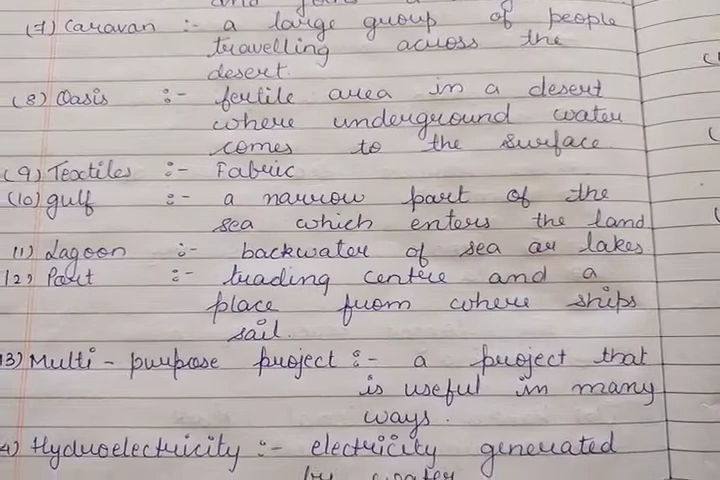 (7) Caravan :- a large group of people
travelling across the
desert.
(8) Oasis :- fertile area in a desert
where underground water
comes to the surface
(9) Textiles :- Fabric
(10) gulf :- a narrow part of the
sea which enters the land
(11) Lagoon :- backwater of sea or lakes
12) Port :- trading centre and a
place from where ships
sail.
13) Multi - purpose project :- a project that
is useful in many
ways.
4) Hydroelectricity :- electricity generated
by water